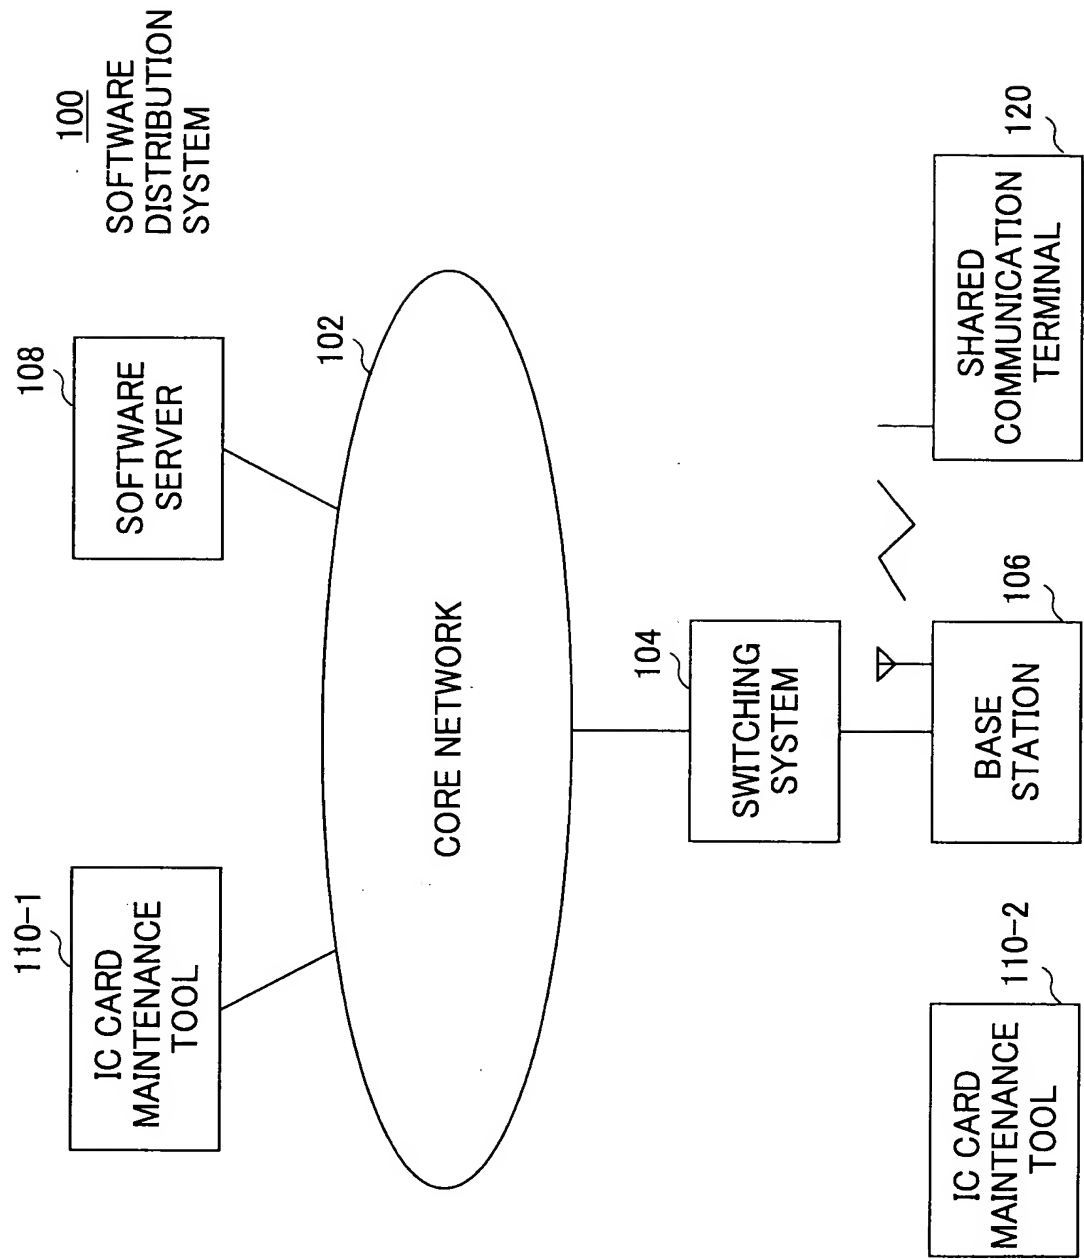 100
SOFTWARE
DISTRIBUTION
SYSTEM
110-1
IC CARD
MAINTENANCE
TOOL
108
SOFTWARE
SERVER
102
CORE NETWORK
104
SWITCHING
SYSTEM
110-2
IC CARD
MAINTENANCE
TOOL
106
BASE
STATION
120
SHARED
COMMUNICATION
TERMINAL